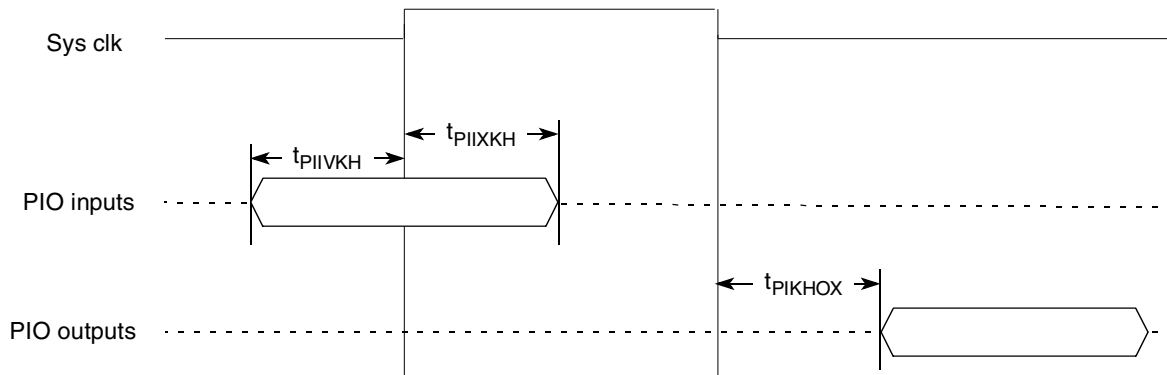 Sys clk
tPIIXKH
tPIIVKH
PIO inputs
tPIKHOX
PIO outputs